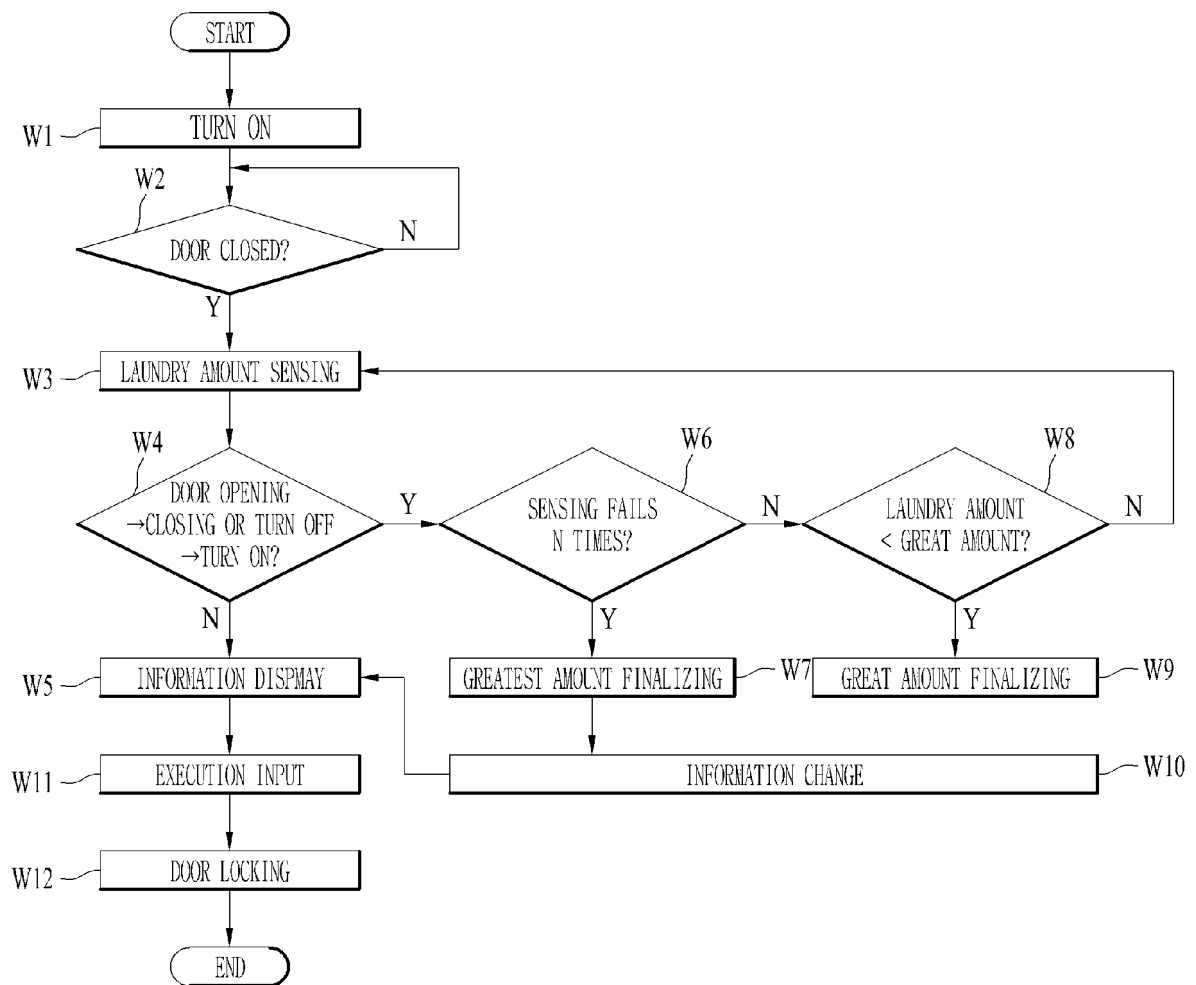 START
W1
TURN ON
W2
DOOR CLOSED?
N
Y
W3
LAUNDRY AMOUNT SENSING
W4
DOOR OPENING
→CLOSING OR TURN OFF
→TURN ON?
Y
N
W6
SENSING FAILS
N TIMES?
N
Y
W8
LAUNDRY AMOUNT
< GREAT AMOUNT?
N
Y
W5
INFORMATION DISPMAY
GREATEST AMOUNT FINALIZING
W7
GREAT AMOUNT FINALIZING
W9
W11
EXECUTION INPUT
INFORMATION CHANGE
W10
W12
DOOR LOCKING
END